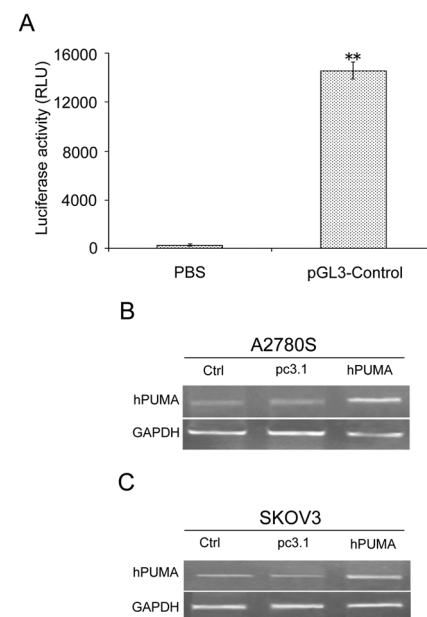 A
Luciferase activity (RLU)
16000
12000
8000
4000
0
**
PBS pGL3-Control
B
A2780S
Ctrl pc3.1 hPUMA
hPUMA
GAPDH
C
SKOV3
Ctrl pc3.1 hPUMA
hPUMA
GAPDH